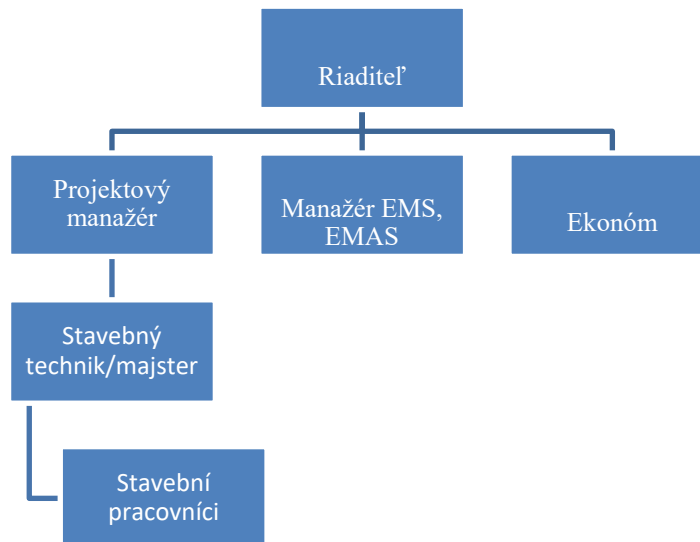 Riaditeľ
Projektový
manažér
Manažér EMS,
EMAS
Ekonóm
Stavebný
technik/majster
Stavební
pracovníci